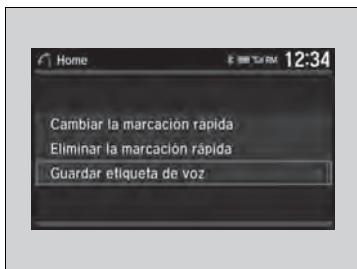 Home 12:34
Cambiar la marcación rápida
Eliminar la marcación rápida
Guardar etiqueta de voz